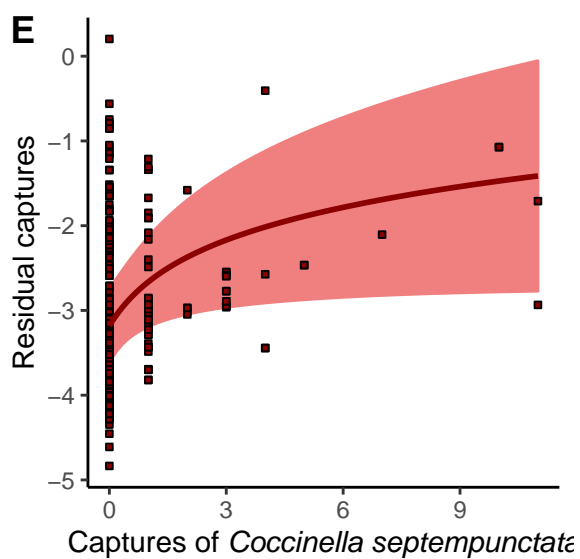 E
Residual captures
0
−1
−2
−3
−4
−5
0 3 6 9
Captures of Coccinella septempunctata